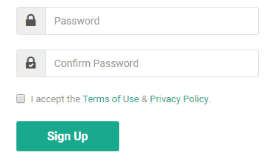 Password
Confirm Password
I accept the Terms of Use & Privacy Policy.
Sign Up